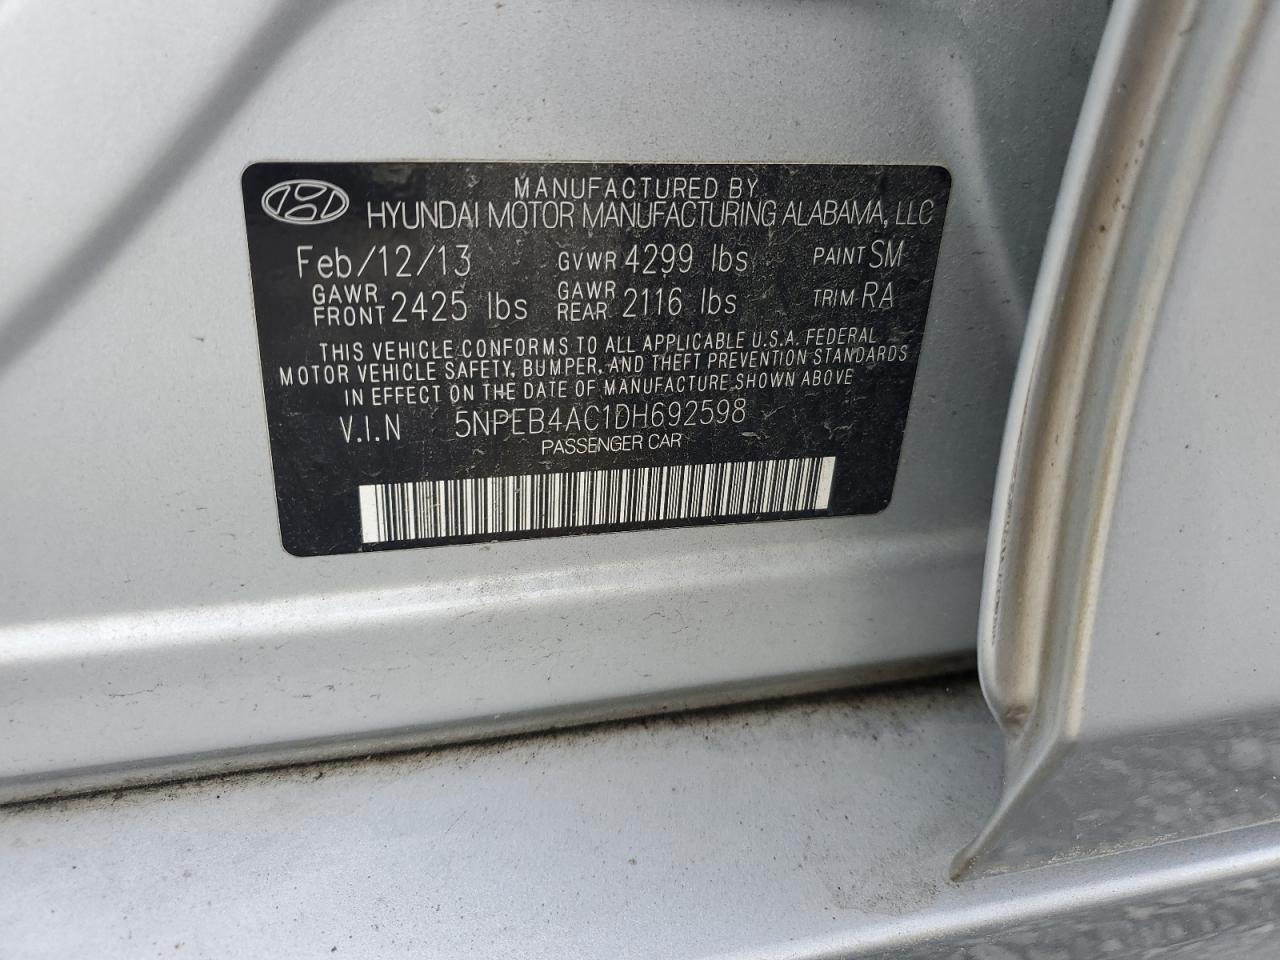 MANUFACTURED BY
HYUNDAI MOTOR MANUFACTURING ALABAMA, LLC
Feb/12/13 GVWR 4299 lbs PAINT SM
GAWR FRONT 2425 lbs GAWR REAR 2116 lbs TRIM RA
THIS VEHICLE CONFORMS TO ALL APPLICABLE U.S.A. FEDERAL
MOTOR VEHICLE SAFETY, BUMPER, AND THEFT PREVENTION STANDARDS
IN EFFECT ON THE DATE OF MANUFACTURE SHOWN ABOVE
V.I.N 5NPEB4AC1DH692598
PASSENGER CAR